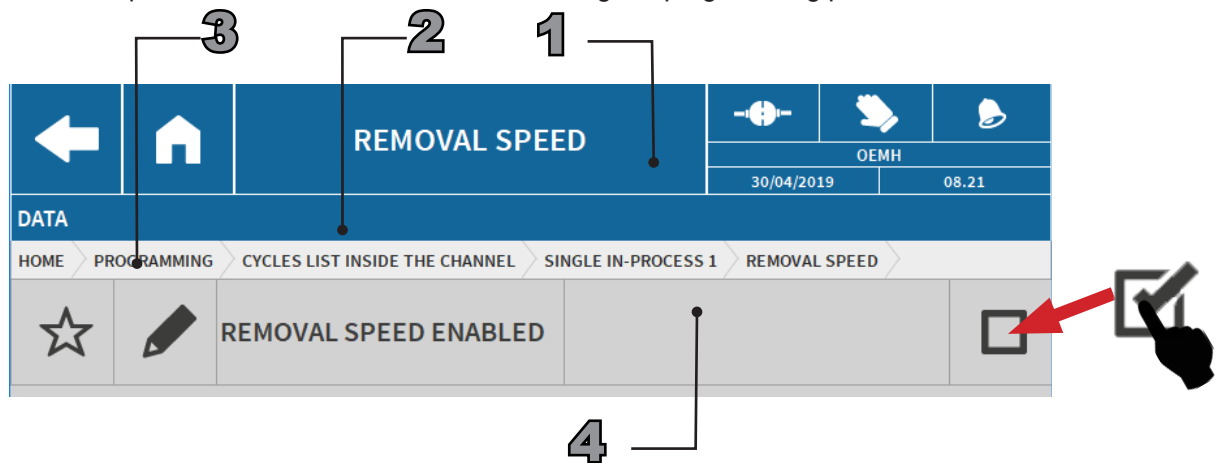 3
2
1
REMOVAL SPEED
OEMH
30/04/2019
08.21
DATA
HOME
PROGRAMMING
CYCLES LIST INSIDE THE CHANNEL
SINGLE IN-PROCESS 1
REMOVAL SPEED
REMOVAL SPEED ENABLED
4